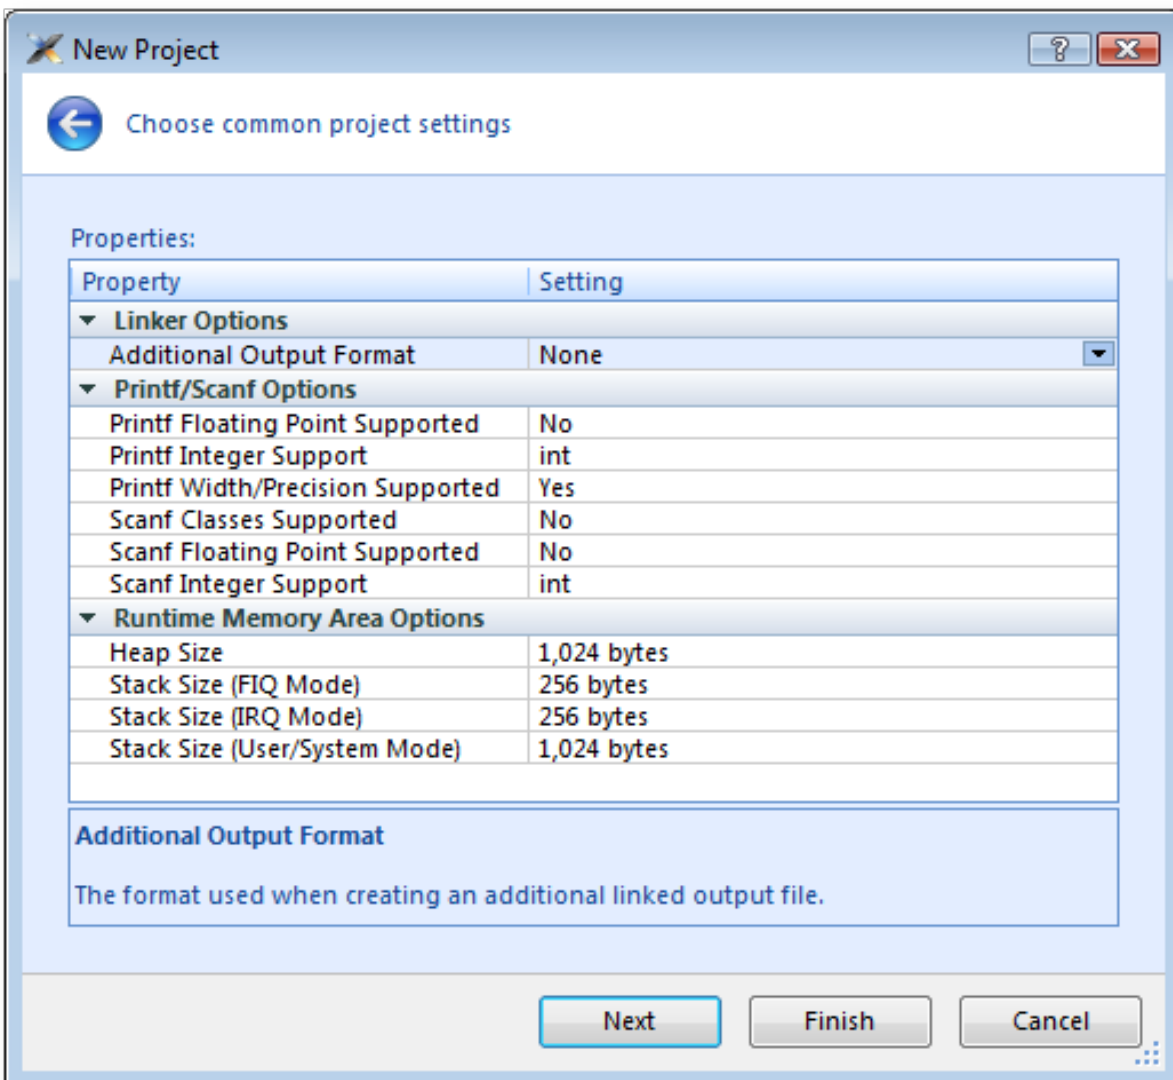 New Project
Choose common project settings
Properties:
Property Setting
Linker Options
Additional Output Format None
Printf/Scanf Options
Printf Floating Point Supported No
Printf Integer Support int
Printf Width/Precision Supported Yes
Scanf Classes Supported No
Scanf Floating Point Supported No
Scanf Integer Support int
Runtime Memory Area Options
Heap Size 1,024 bytes
Stack Size (FIQ Mode) 256 bytes
Stack Size (IRQ Mode) 256 bytes
Stack Size (User/System Mode) 1,024 bytes
Additional Output Format
The format used when creating an additional linked output file.
Next Finish Cancel